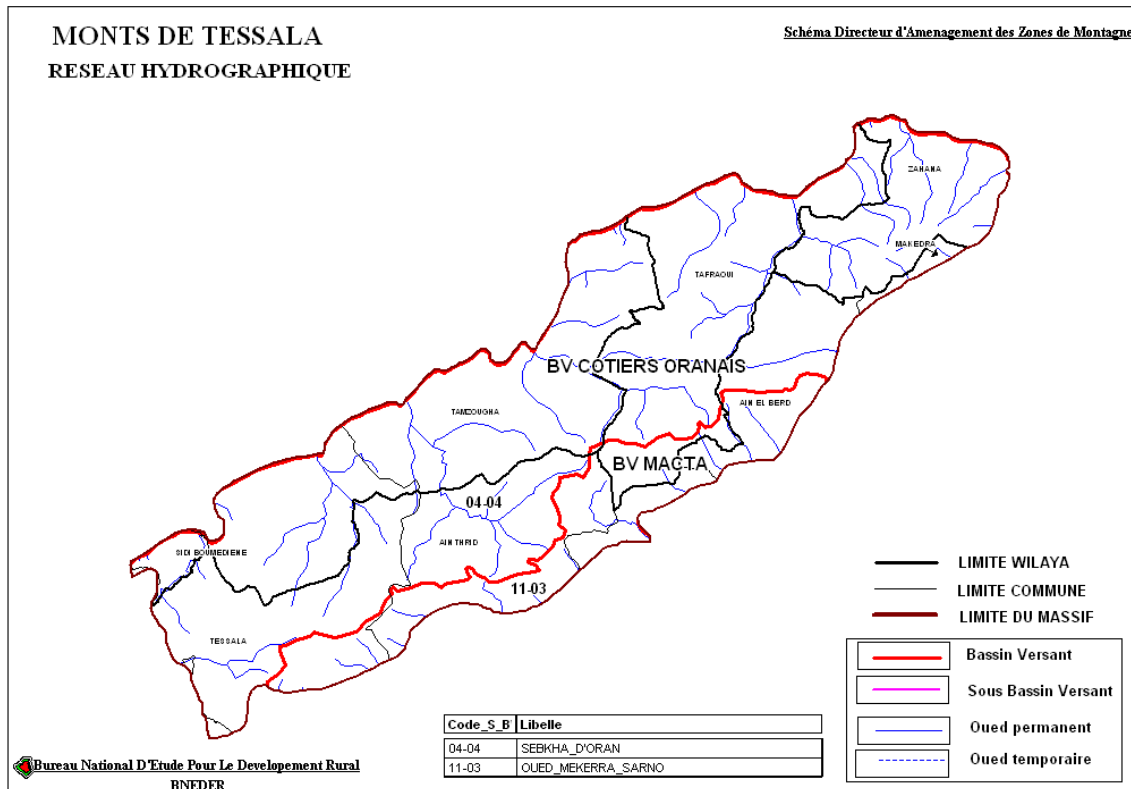 MONTS DE TESSALA
RESEAU HYDROGRAPHIQUE
Schéma Directeur d'Amenagement des Zones de Montagne
ZAHANA
MAKEDRA
TAFRAOUI
BV COTIERS ORANAIS
AIN EL BERD
TAMZOUGHA
BV MACTA
04-04
AIN THRID
SIDI BOUMEDIENE
11-03
TESSALA
LIMITE WILAYA
LIMITE COMMUNE
LIMITE DU MASSIF
Bassin Versant
Sous Bassin Versant
Oued permanent
Oued temporaire
Code_S_B Libelle
04-04 SEBKHA_D'ORAN
11-03 OUED_MEKERRA_SARNO
Bureau National D'Etude Pour Le Developement Rural
BNEDER